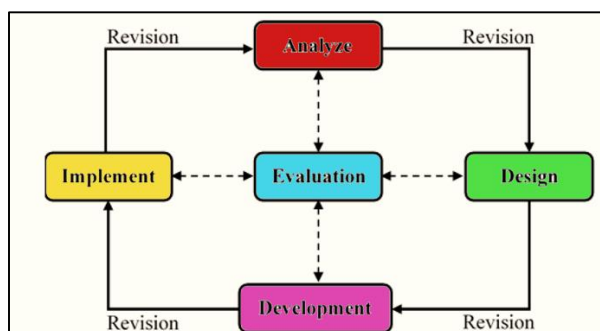 Revision
Analyze
Revision
Implement
Evaluation
Design
Development
Revision
Revision